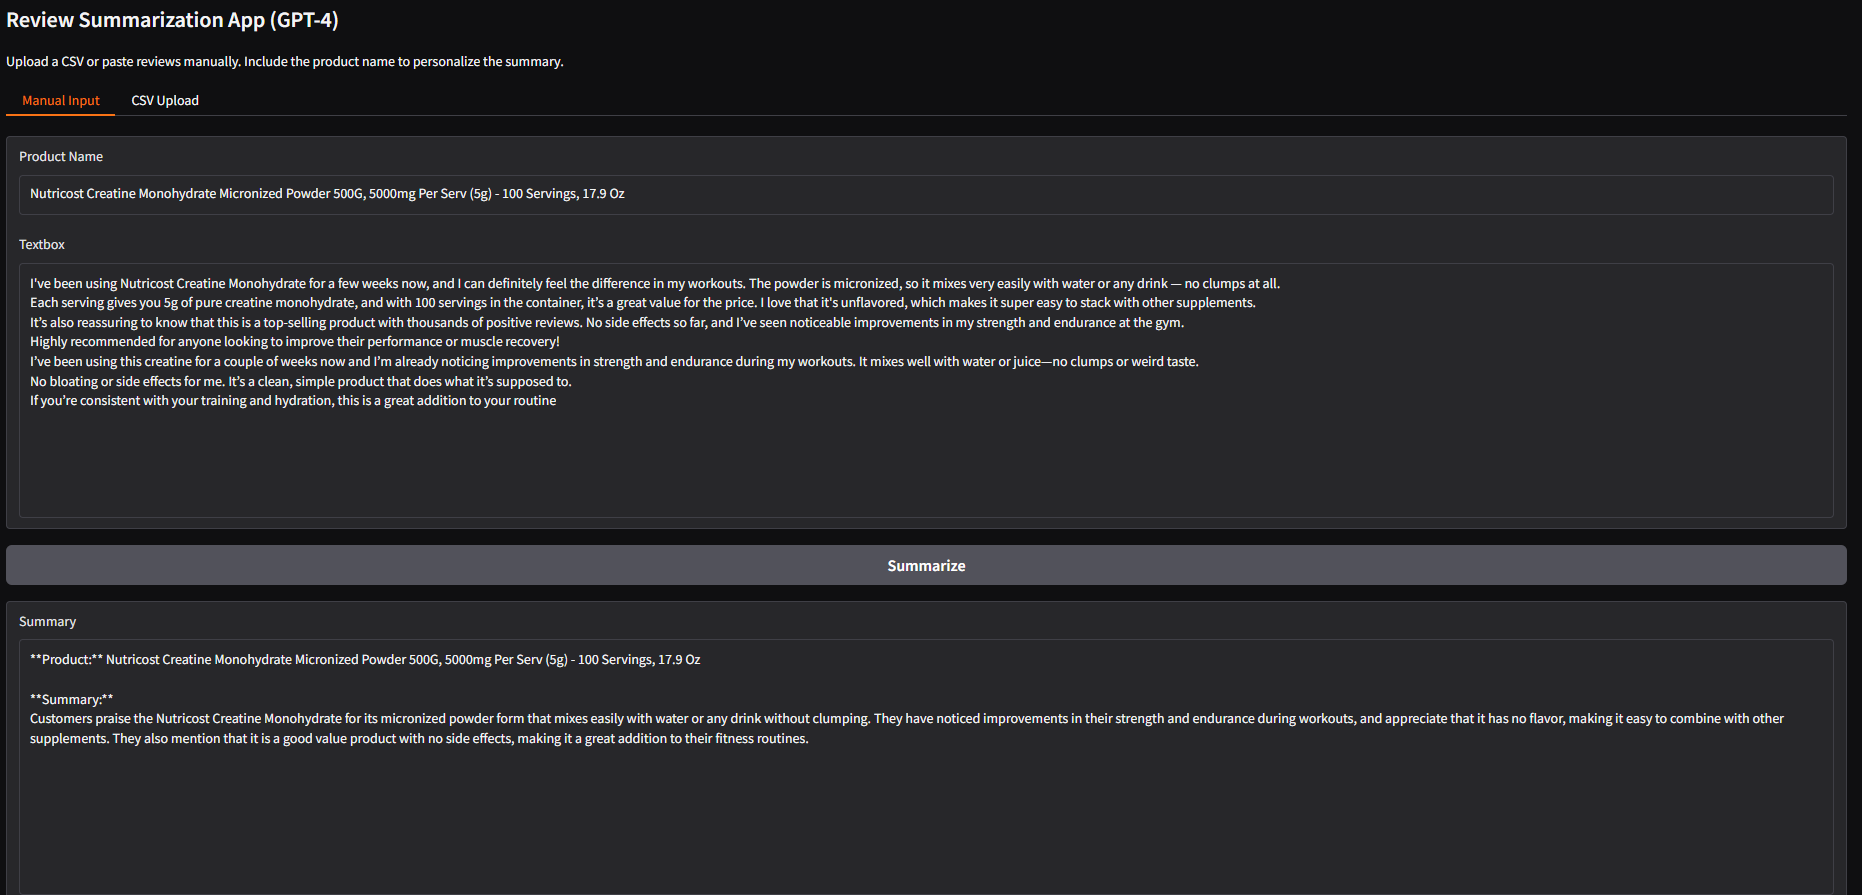 Review Summarization App (GPT-4)
Upload a CSV or paste reviews manually. Include the product name to personalize the summary.
Manual Input
CSV Upload
Product Name
Nutricost Creatine Monohydrate Micronized Powder 500G, 5000mg Per Serv (5g) - 100 Servings, 17.9 Oz
Textbox
I've been using Nutricost Creatine Monohydrate for a few weeks now, and I can definitely feel the difference in my workouts. The powder is micronized, so it mixes very easily with water or any drink — no clumps at all.
Each serving gives you 5g of pure creatine monohydrate, and with 100 servings in the container, it’s a great value for the price. I love that it's unflavored, which makes it super easy to stack with other supplements.
It’s also reassuring to know that this is a top-selling product with thousands of positive reviews. No side effects so far, and I’ve seen noticeable improvements in my strength and endurance at the gym.
Highly recommended for anyone looking to improve their performance or muscle recovery!
I’ve been using this creatine for a couple of weeks now and I’m already noticing improvements in strength and endurance during my workouts. It mixes well with water or juice—no clumps or weird taste.
No bloating or side effects for me. It’s a clean, simple product that does what it’s supposed to.
If you’re consistent with your training and hydration, this is a great addition to your routine
Summarize
Summary
**Product:** Nutricost Creatine Monohydrate Micronized Powder 500G, 5000mg Per Serv (5g) - 100 Servings, 17.9 Oz
**Summary:**
Customers praise the Nutricost Creatine Monohydrate for its micronized powder form that mixes easily with water or any drink without clumping. They have noticed improvements in their strength and endurance during workouts, and appreciate that it has no flavor, making it easy to combine with other
supplements. They also mention that it is a good value product with no side effects, making it a great addition to their fitness routines.